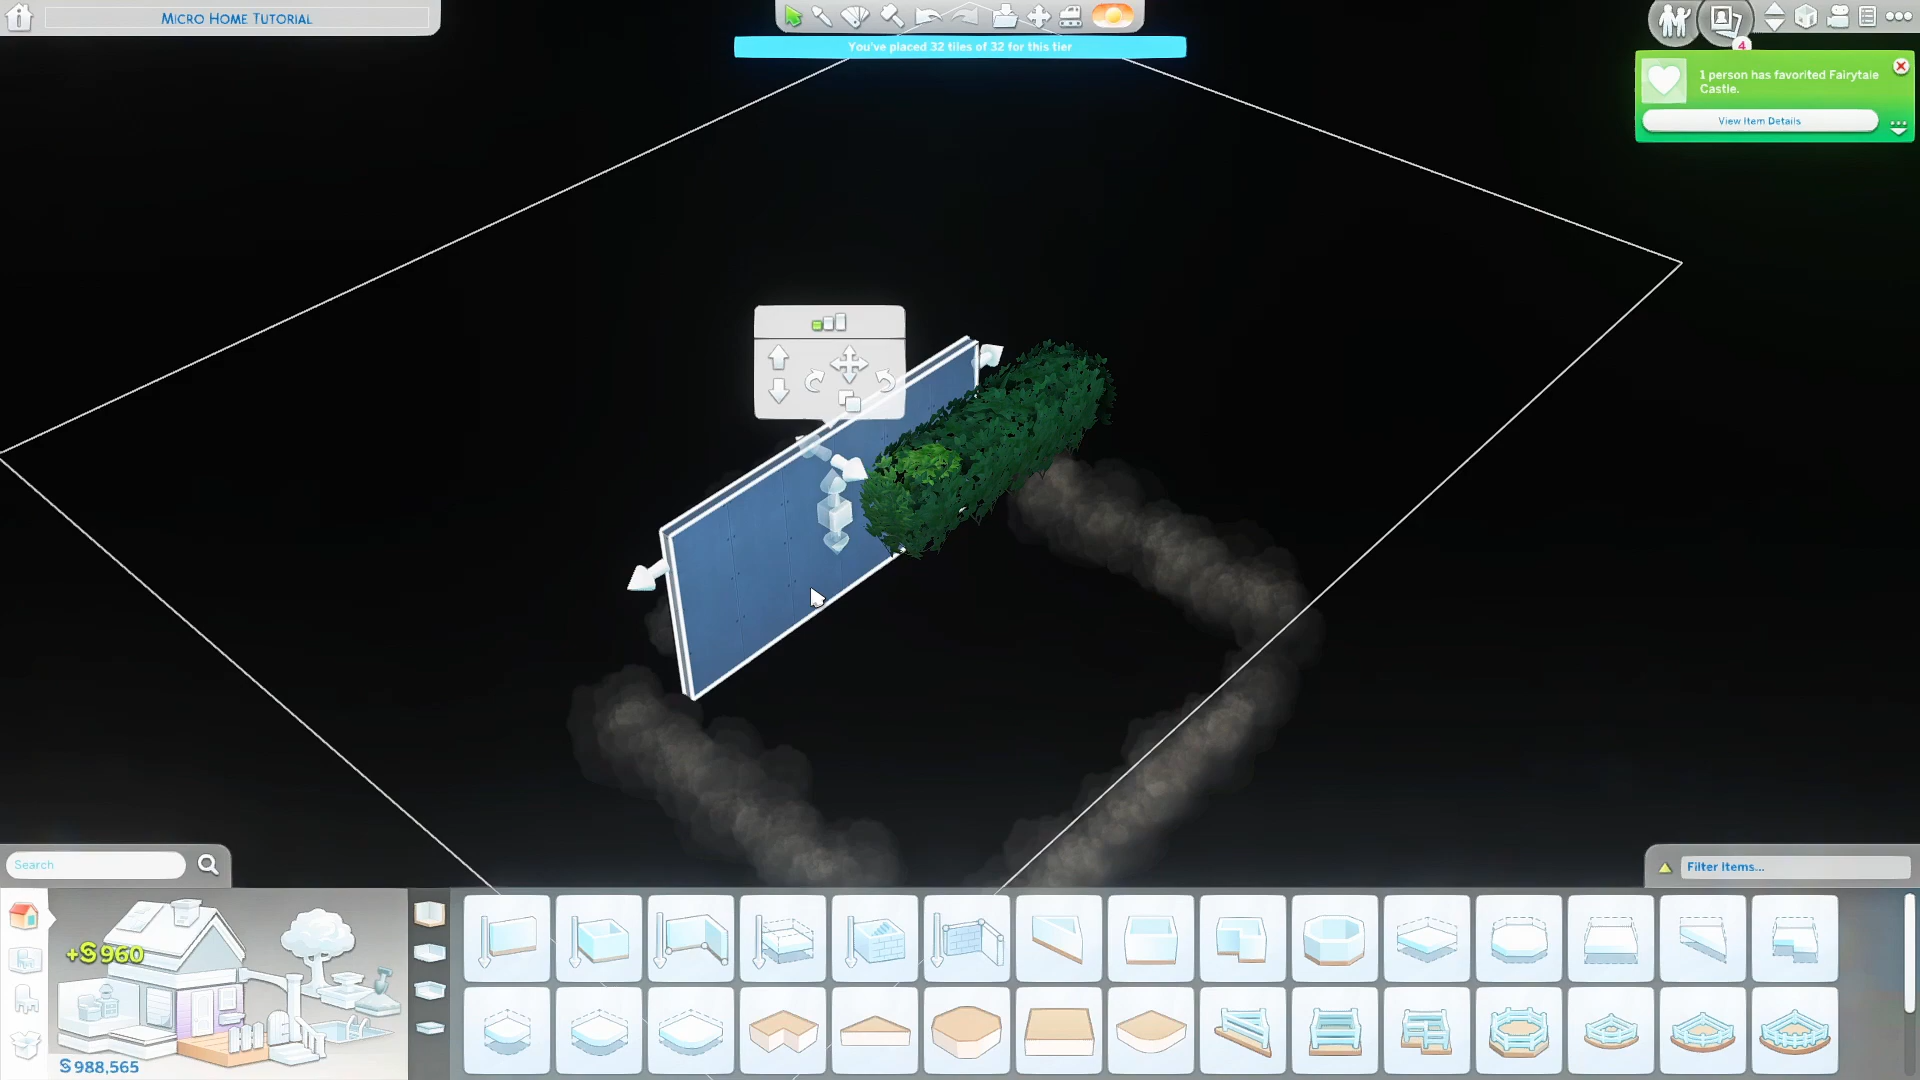 Micro Home Tutorial
You've placed 32 tiles of 32 for this tier
4
1 person has favorited Fairytale
Castle.
View Item Details
Search
Filter Items...
+§960
§988,565